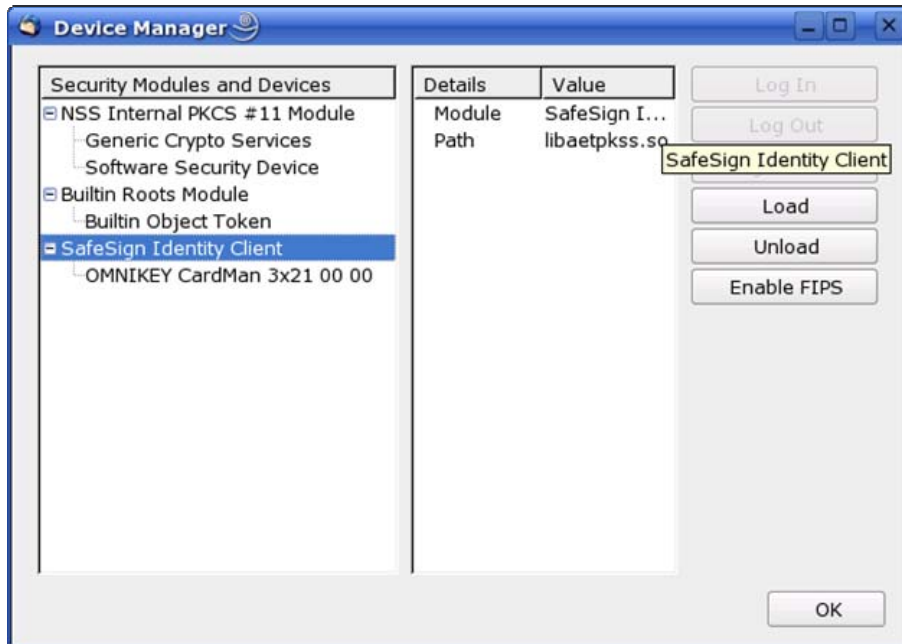 Device Manager
Security Modules and Devices
NSS Internal PKCS #11 Module
Generic Crypto Services
Software Security Device
Builtin Roots Module
Builtin Object Token
SafeSign Identity Client
OMNIKEY CardMan 3x21 00 00
Details Value
Module SafeSign I...
Path libaetpkss.so
Log In
Log Out
SafeSign Identity Client
Load
Unload
Enable FIPS
OK